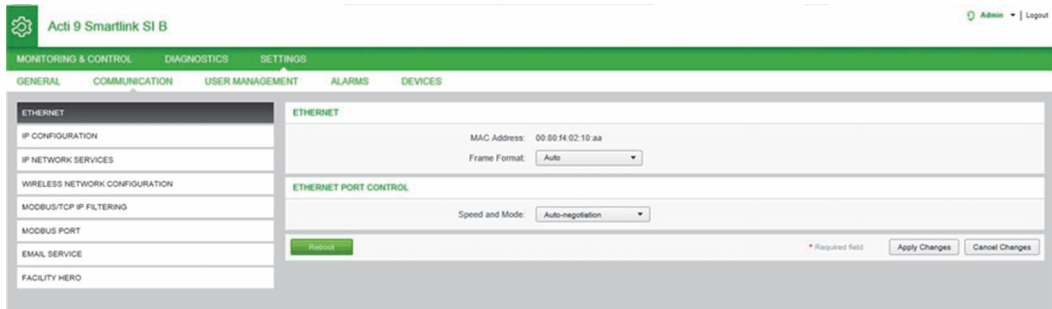 Acti 9 Smartlink SI B
Admin | Logout
MONITORING & CONTROL DIAGNOSTICS SETTINGS
GENERAL COMMUNICATION USER MANAGEMENT ALARMS DEVICES
ETHERNET
IP CONFIGURATION
IP NETWORK SERVICES
WIRELESS NETWORK CONFIGURATION
MODBUS/TCP IP FILTERING
MODBUS PORT
EMAIL SERVICE
FACILITY HERO
ETHERNET
MAC Address: 00:80:f4:02:10:aa
Frame Format: Auto
ETHERNET PORT CONTROL
Speed and Mode: Auto-negotiation
Reboot
* Required field
Apply Changes
Cancel Changes